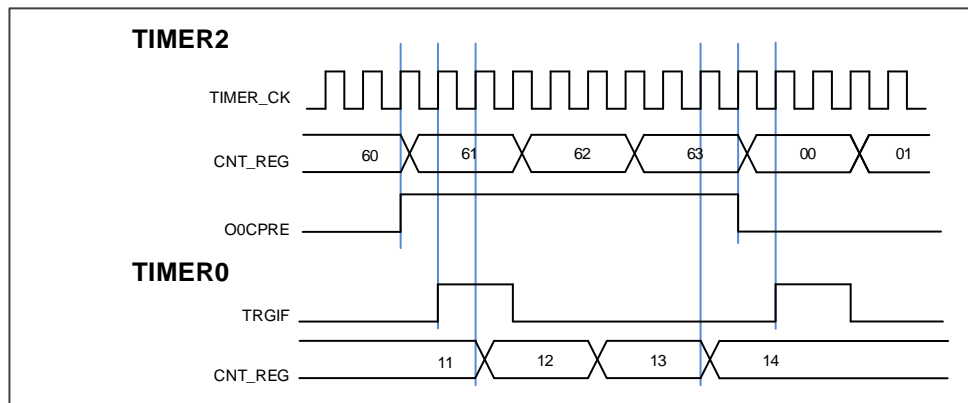 TIMER2
TIMER_CK
CNT_REG 60 61 62 63 00 01
O0CPRE
TIMER0
TRGIF
CNT_REG 11 12 13 14